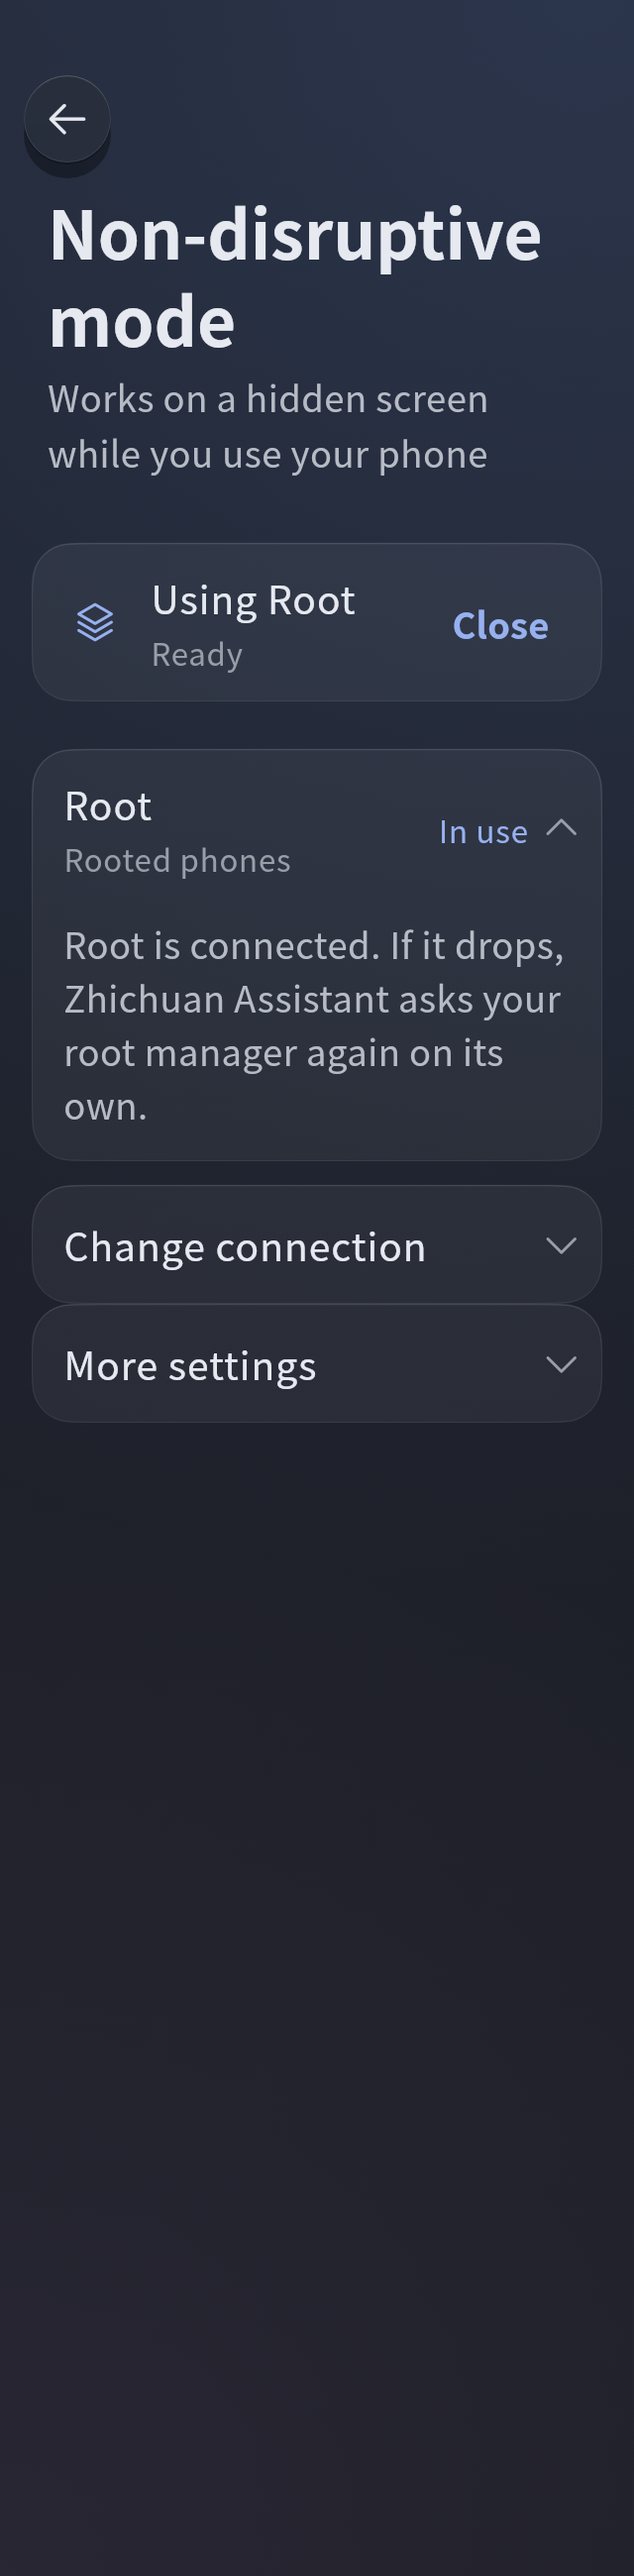 Non-disruptive
mode
Works on a hidden screen
while you use your phone
Using Root
Ready
Close
Root
Rooted phones
In use
Root is connected. If it drops,
Zhichuan Assistant asks your
root manager again on its
own.
Change connection
More settings